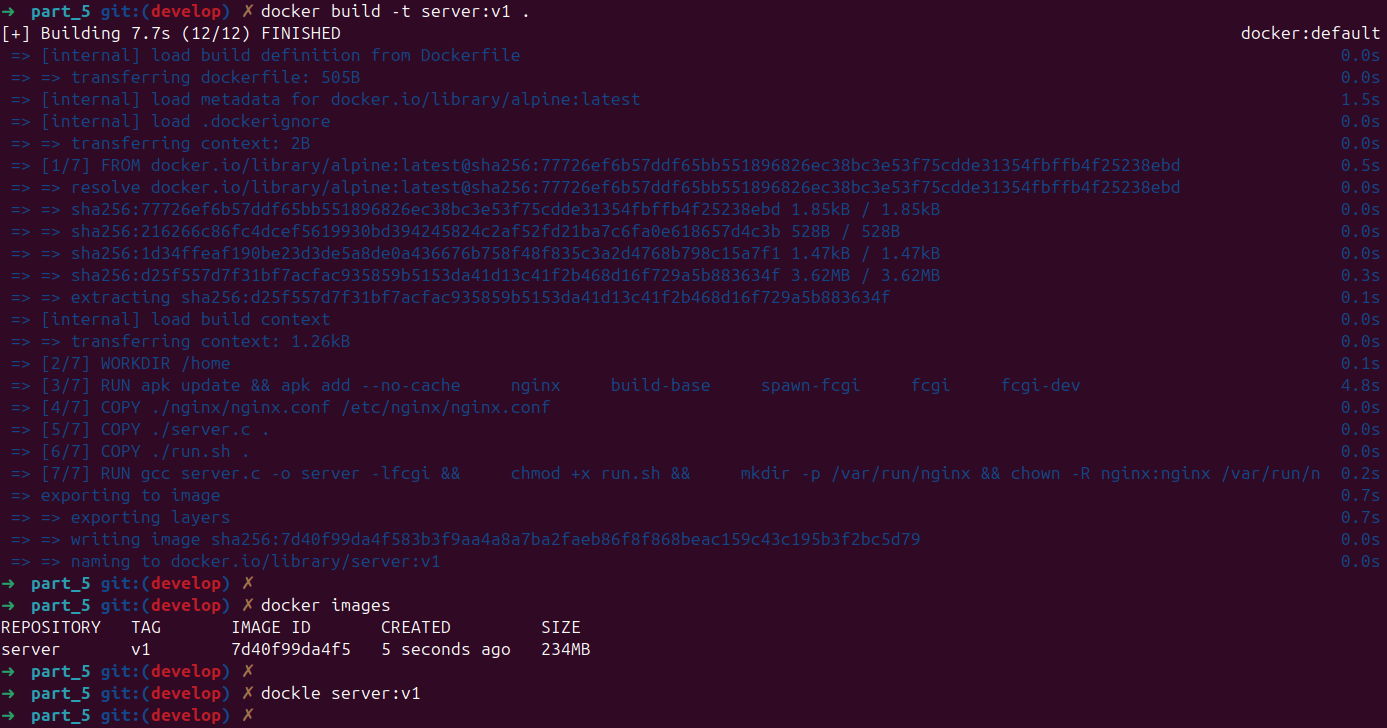 ➜  part_5 git:(develop) ✗ docker build -t server:v1 .
[+] Building 7.7s (12/12) FINISHED docker:default
=> [internal] load build definition from Dockerfile 0.0s
=> => transferring dockerfile: 505B 0.0s
=> [internal] load metadata for docker.io/library/alpine:latest 1.5s
=> [internal] load .dockerignore 0.0s
=> => transferring context: 2B 0.0s
=> [1/7] FROM docker.io/library/alpine:latest@sha256:77726ef6b57ddf65bb551896826ec38bc3e53f75cdde31354fbffb4f25238ebd 0.5s
=> => resolve docker.io/library/alpine:latest@sha256:77726ef6b57ddf65bb551896826ec38bc3e53f75cdde31354fbffb4f25238ebd 0.0s
=> => sha256:77726ef6b57ddf65bb551896826ec38bc3e53f75cdde31354fbffb4f25238ebd 1.85kB / 1.85kB 0.0s
=> => sha256:216266c86fc4dcef5619930bd394245824c2af52fd21ba7c6fa0e618657d4c3b 528B / 528B 0.0s
=> => sha256:1d34ffeaf190be23d3de5a8de0a436676b758f48f835c3a2d4768b798c15a7f1 1.47kB / 1.47kB 0.0s
=> => sha256:d25f557d7f31bf7acfac935859b5153da41d13c41f2b468d16f729a5b883634f 3.62MB / 3.62MB 0.3s
=> => extracting sha256:d25f557d7f31bf7acfac935859b5153da41d13c41f2b468d16f729a5b883634f 0.1s
=> [internal] load build context 0.0s
=> => transferring context: 1.26kB 0.0s
=> [2/7] WORKDIR /home 0.1s
=> [3/7] RUN apk update && apk add --no-cache     nginx     build-base     spawn-fcgi     fcgi     fcgi-dev 4.8s
=> [4/7] COPY ./nginx/nginx.conf /etc/nginx/nginx.conf 0.0s
=> [5/7] COPY ./server.c . 0.0s
=> [6/7] COPY ./run.sh . 0.0s
=> [7/7] RUN gcc server.c -o server -lfcgi &&     chmod +x run.sh &&     mkdir -p /var/run/nginx && chown -R nginx:nginx /var/run/n 0.2s
=> exporting to image 0.7s
=> => exporting layers 0.7s
=> => writing image sha256:7d40f99da4f583b3f9aa4a8a7ba2faeb86f8f868beac159c43c195b3f2bc5d79 0.0s
=> => naming to docker.io/library/server:v1 0.0s
➜  part_5 git:(develop) ✗
➜  part_5 git:(develop) ✗ docker images
REPOSITORY   TAG       IMAGE ID       CREATED         SIZE
server       v1        7d40f99da4f5   5 seconds ago   234MB
➜  part_5 git:(develop) ✗
➜  part_5 git:(develop) ✗ dockle server:v1
➜  part_5 git:(develop) ✗